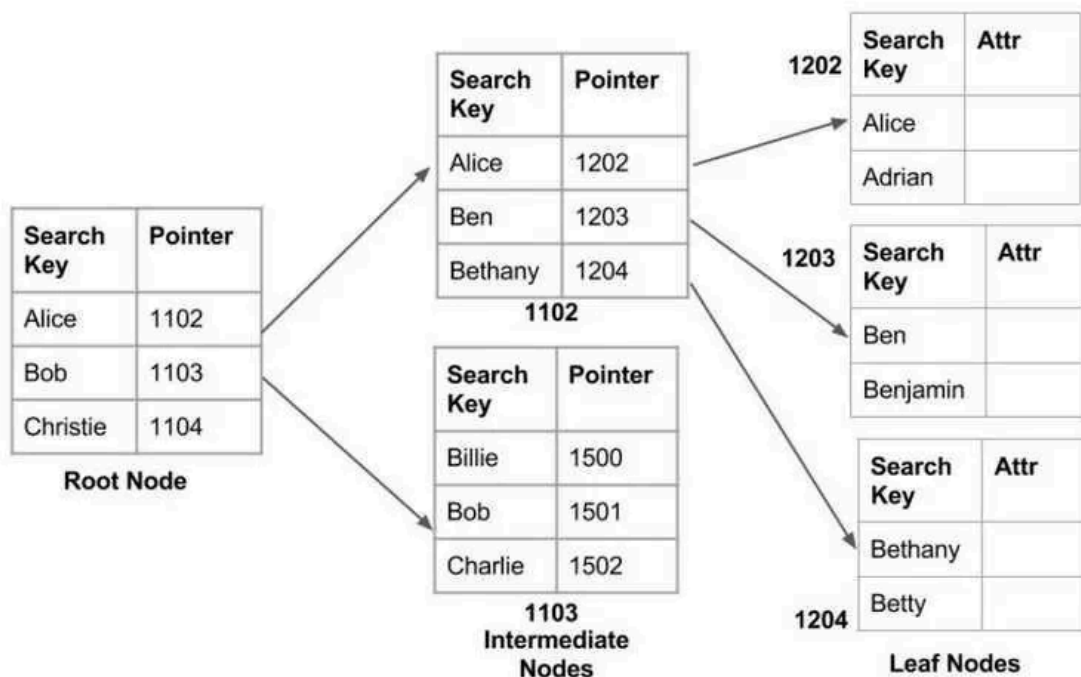 Search Key Pointer
Alice 1102
Bob 1103
Christie 1104
Root Node
Search Key Pointer
Alice 1202
Ben 1203
Bethany 1204
1102
Search Key Pointer
Billie 1500
Bob 1501
Charlie 1502
1103
Intermediate
Nodes
1202
Search Key Attr
Alice
Adrian
1203
Search Key Attr
Ben
Benjamin
Search Key Attr
Bethany
Betty
1204
Leaf Nodes